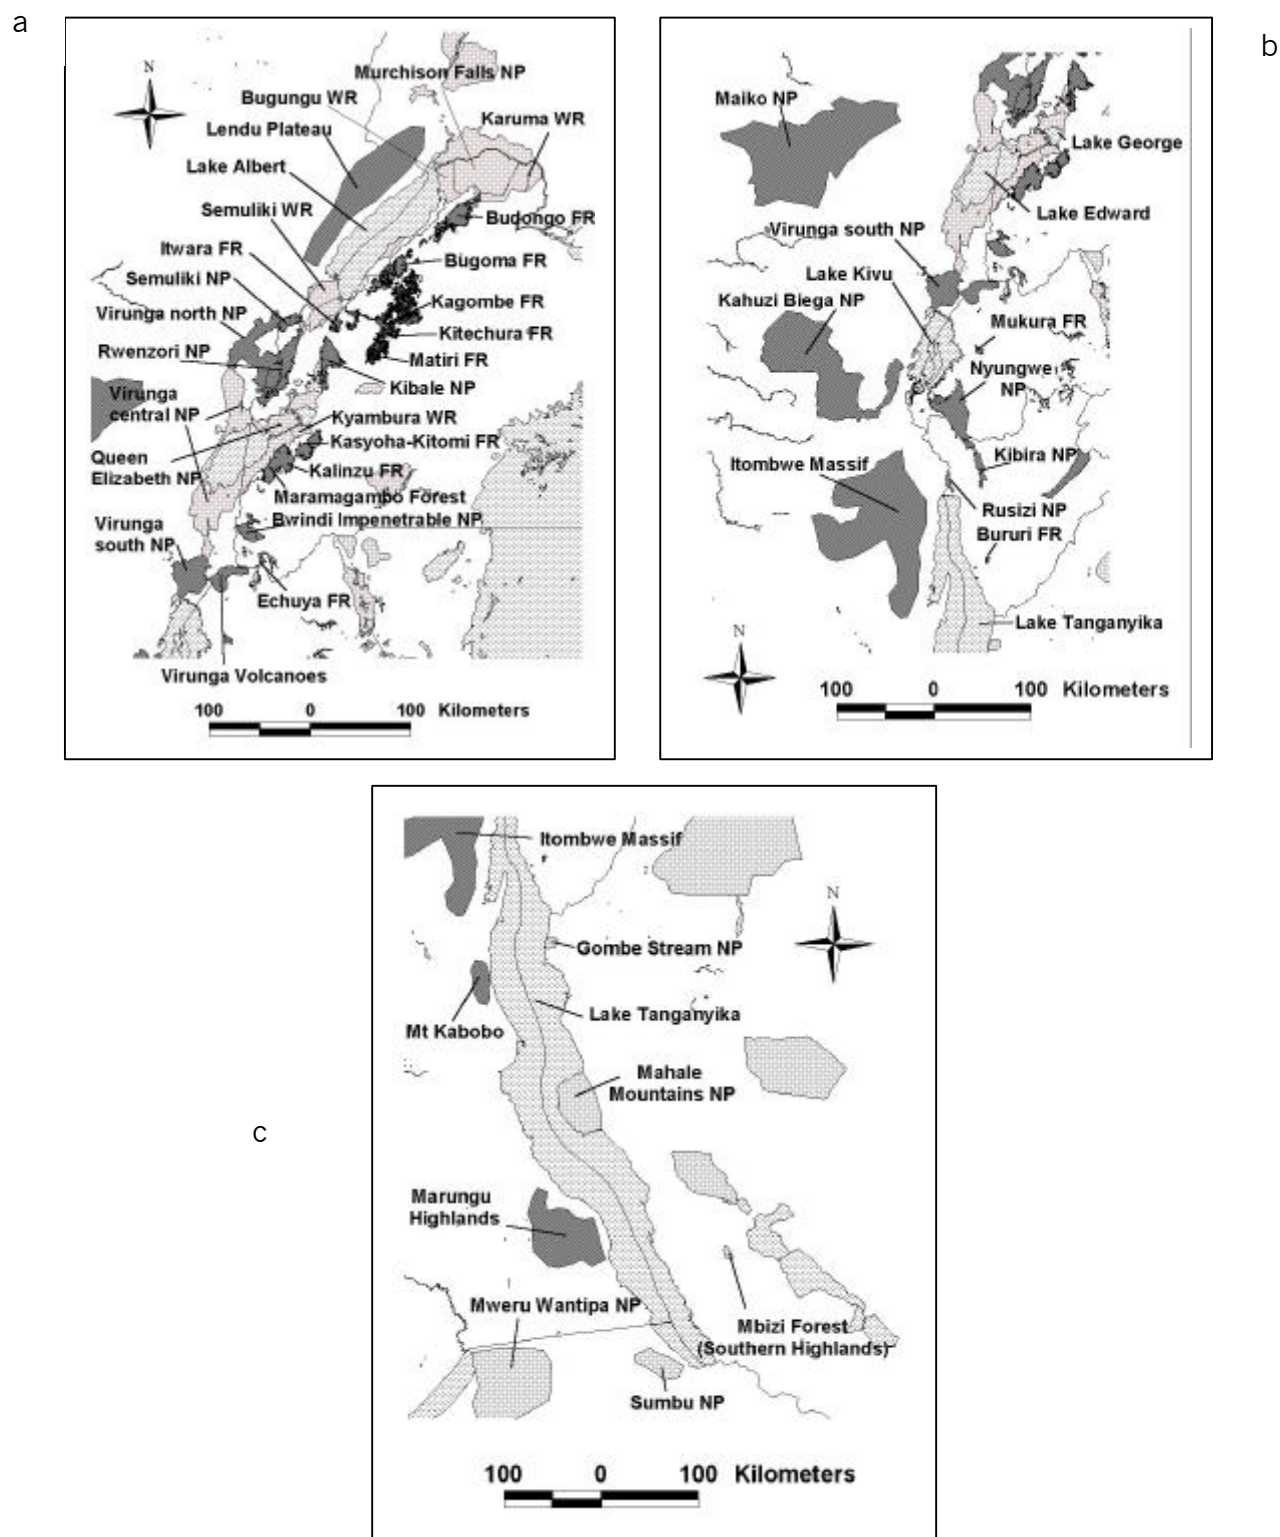 a
N
Murchison Falls NP
Bugungu WR
Karuma WR
Lendu Plateau
Lake Albert
Semuliki WR
Budongo FR
Itwara FR
Bugoma FR
Semuliki NP
Kagombe FR
Virunga north NP
Kitechura FR
Rwenzori NP
Matiri FR
Kibale NP
Virunga
central NP
Kyambura WR
Kasyoha-Kitomi FR
Queen
Elizabeth NP
Kalinzu FR
Maramagambo Forest
Bwindi Impenetrable NP
Virunga
south NP
Echuya FR
Virunga Volcanoes
100 0 100 Kilometers
b
Maiko NP
Lake George
Lake Edward
Virunga south NP
Lake Kivu
Kahuzi Biega NP
Mukura FR
Nyungwe
NP
Kibira NP
Itombwe Massif
Rusizi NP
Bururi FR
Lake Tanganyika
N
100 0 100 Kilometers
c
Itombwe Massif
N
Gombe Stream NP
Lake Tanganyika
Mt Kabobo
Mahale
Mountains NP
Marungu
Highlands
Mweru Wantipa NP
Mbizi Forest
(Southern Highlands)
Sumbu NP
100 0 100 Kilometers